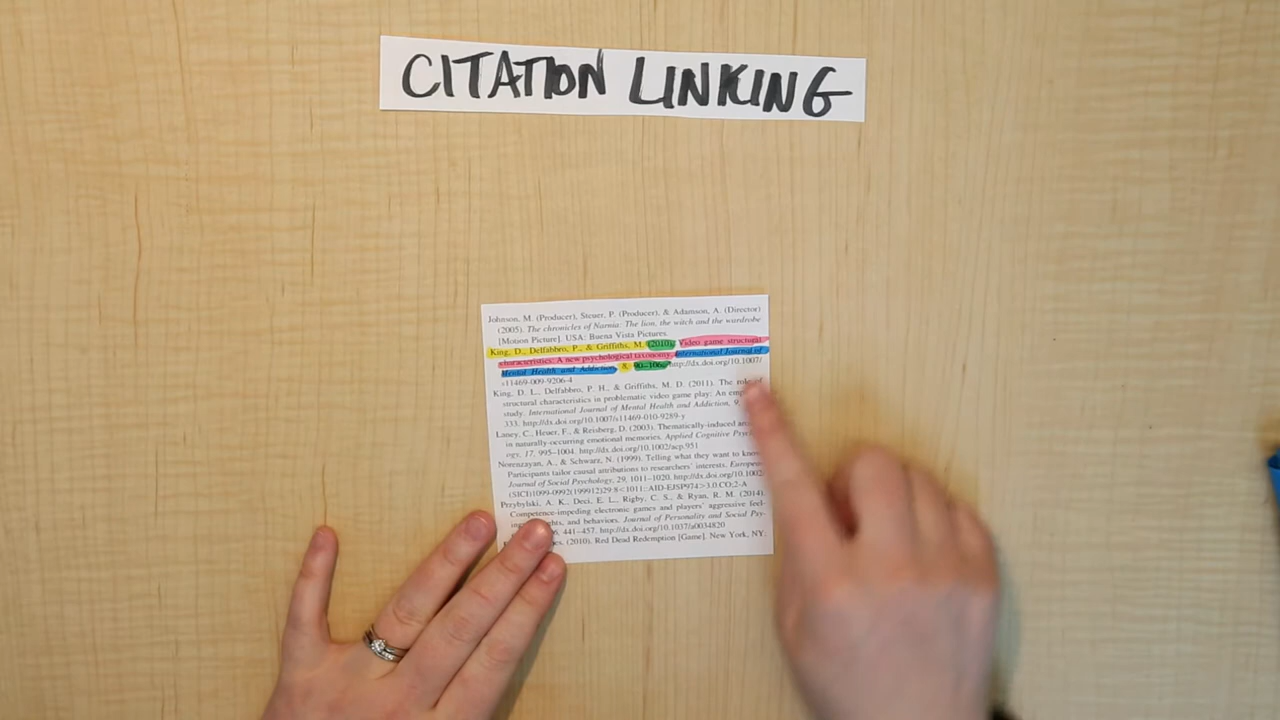 CITATION LINKING
Johnson, M. (Producer), Steuer, P. (Producer), & Adamson, A. (Director)
(2005). The chronicles of Narnia: The lion, the witch and the wardrobe
[Motion Picture]. USA: Buena Vista Pictures.
King, D., Delfabbro, P., & Griffiths, M. (2010). Video game structural
characteristics: A new psychological taxonomy. International Journal of
Mental Health and Addiction, 8, 90–106. http://dx.doi.org/10.1007/
s11469-009-9206-4
King, D. L., Delfabbro, P. H., & Griffiths, M. D. (2011). The role of
structural characteristics in problematic video game play: An
study. International Journal of Mental Health and Addiction, 9,
333. http://dx.doi.org/10.1007/s11469-010-9289-y
Laney, C., Heuer, F., & Reisberg, D. (2003). Thematically-induced
in naturally-occurring emotional memories. Applied Cognitive
ogy, 17, 995–1004. http://dx.doi.org/10.1002/acp.951
Norenzayan, A., & Schwarz, N. (1999). Telling what they want to know:
Participants tailor causal attributions to researchers' interests. European
Journal of Social Psychology, 29, 1011–1020. http://dx.doi.org/10.1002/
(SICI)1099-0992(199912)29:8<1011::AID-EJSP974>3.0.CO;2-A
Przybylski, A. K., Deci, E. L., Rigby, C. S., & Ryan, R. M. (2014).
Competence-impeding electronic games and players' aggressive feel-
and behaviors. Journal of Personality and Social Psy-
441–457. http://dx.doi.org/10.1037/a0034820
(2010). Red Dead Redemption [Game]. New York, NY: